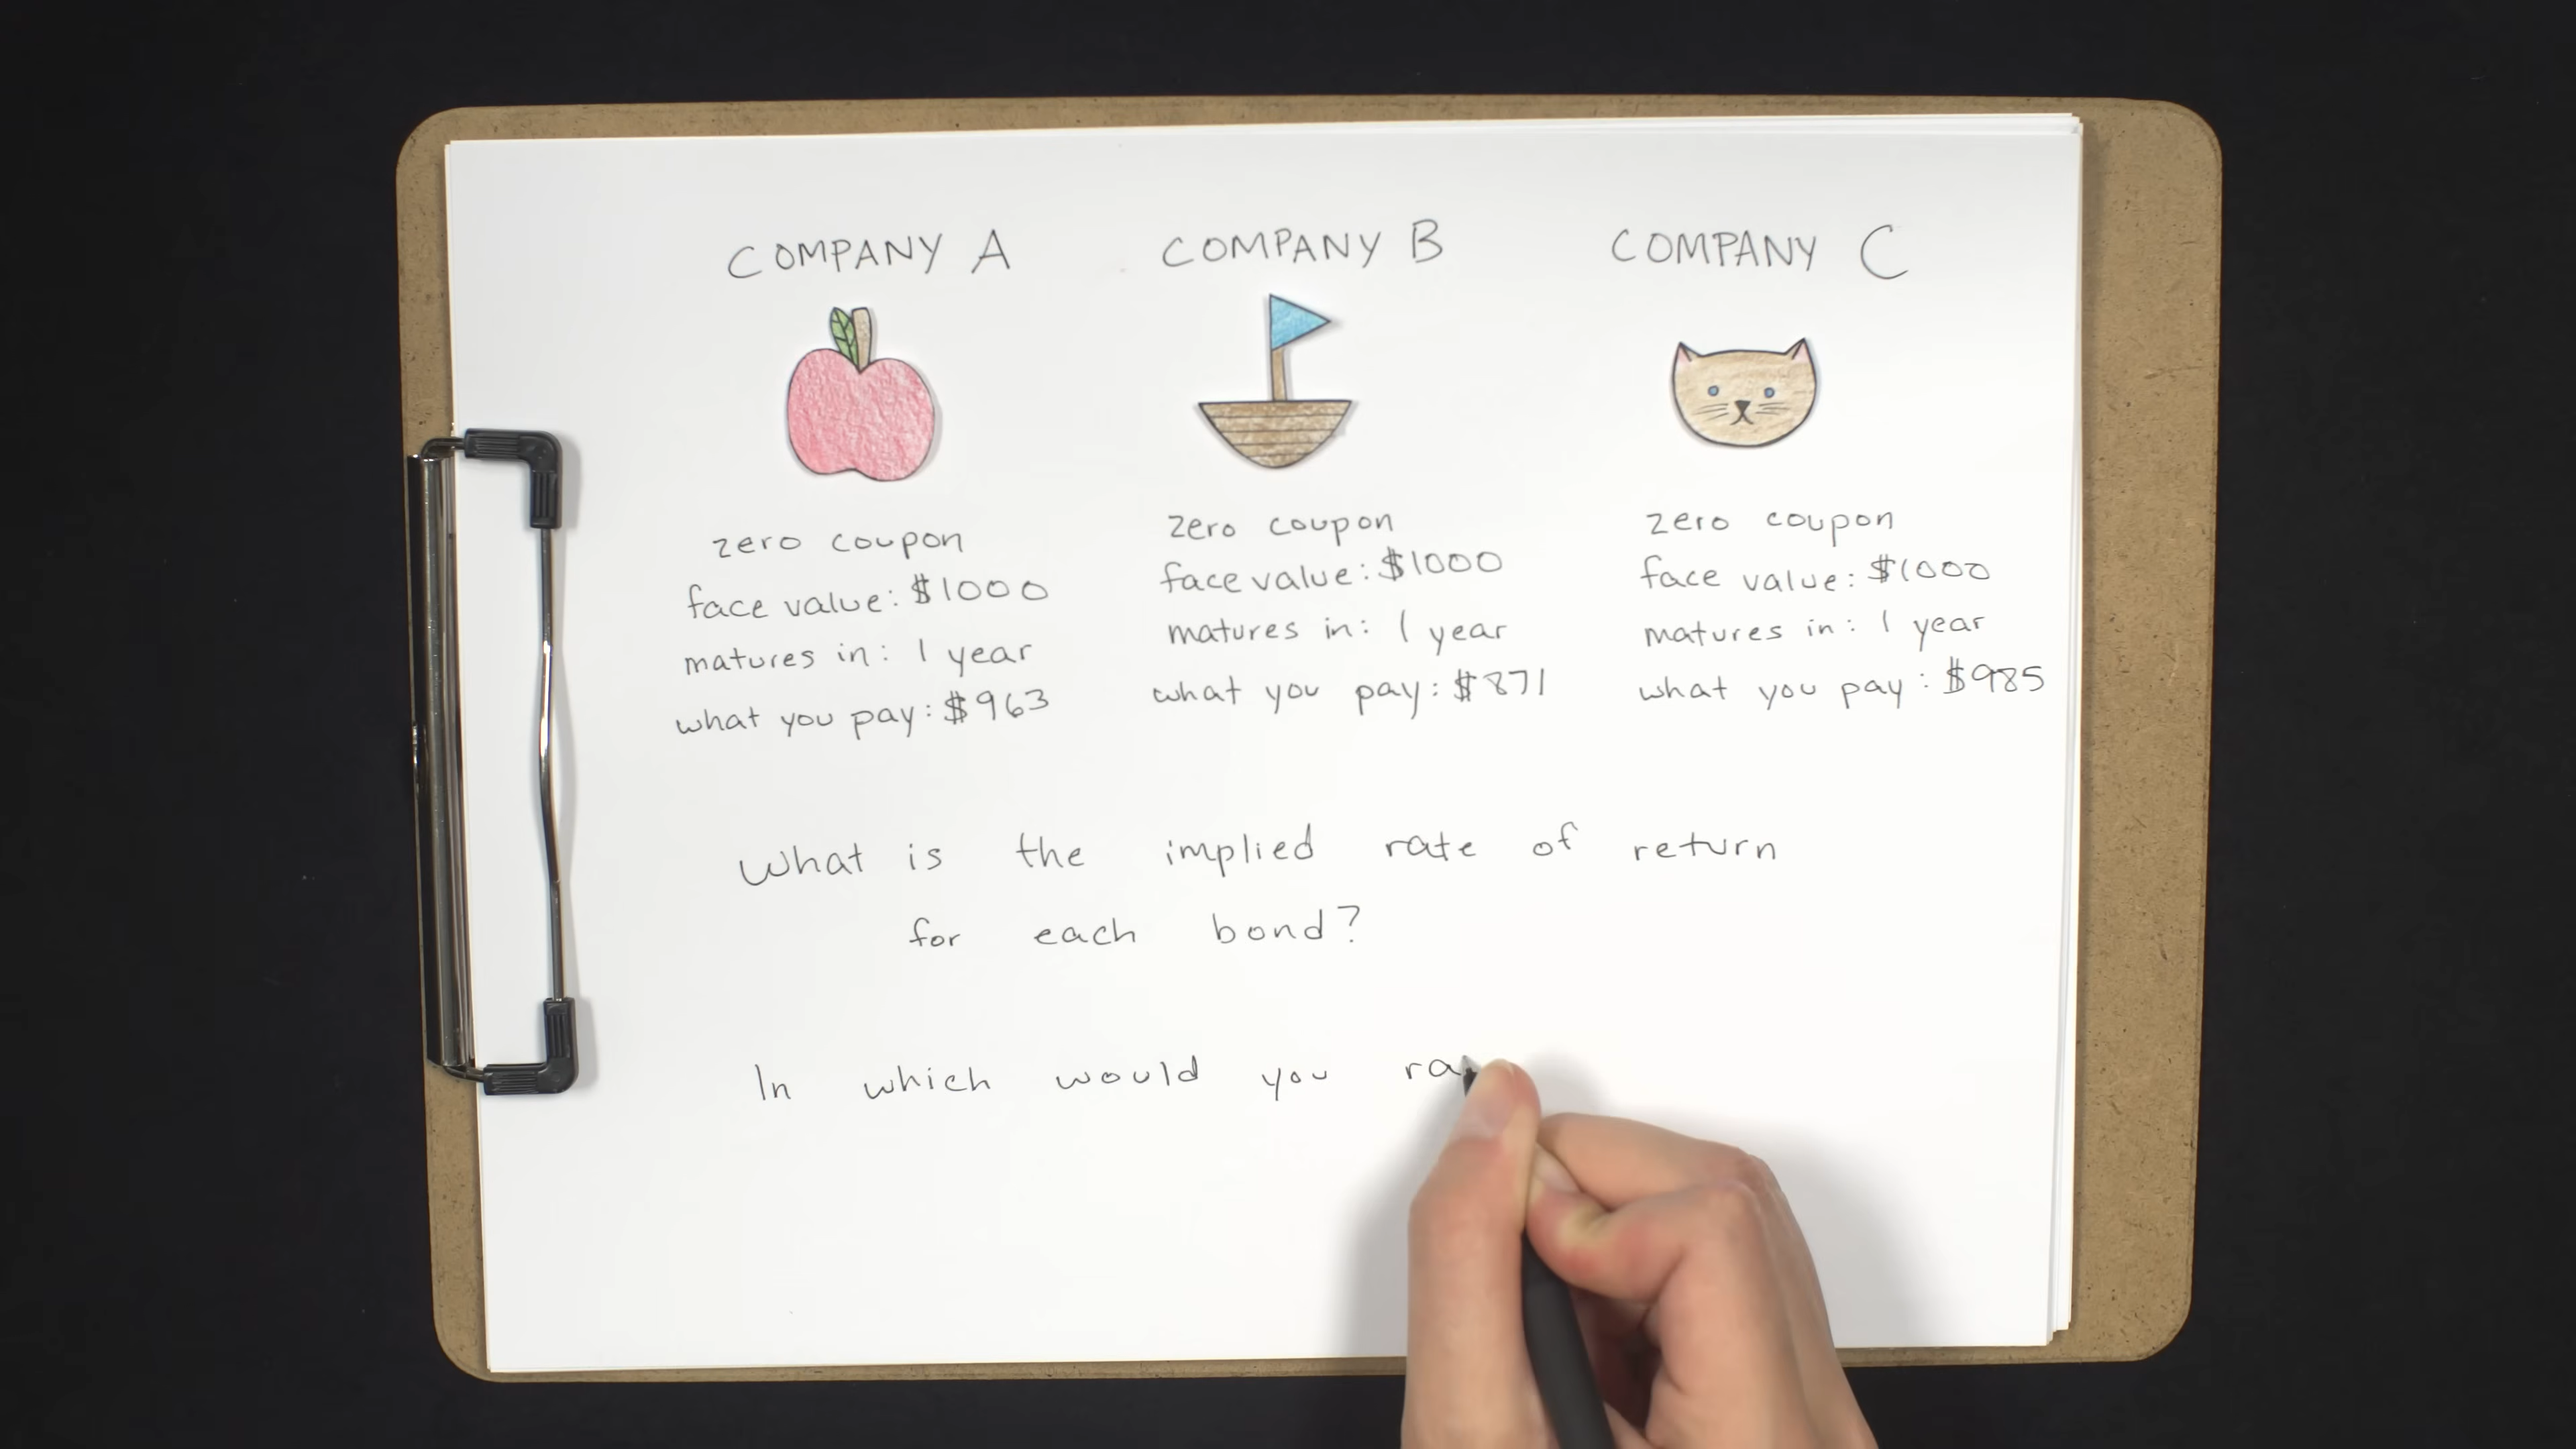 COMPANY A
zero coupon
face value: $1000
matures in: 1 year
what you pay: $963
COMPANY B
zero coupon
face value: $1000
matures in: 1 year
what you pay: $871
COMPANY C
zero coupon
face value: $1000
matures in: 1 year
what you pay: $985
What is the implied rate of return
for each bond?
In which would you ra